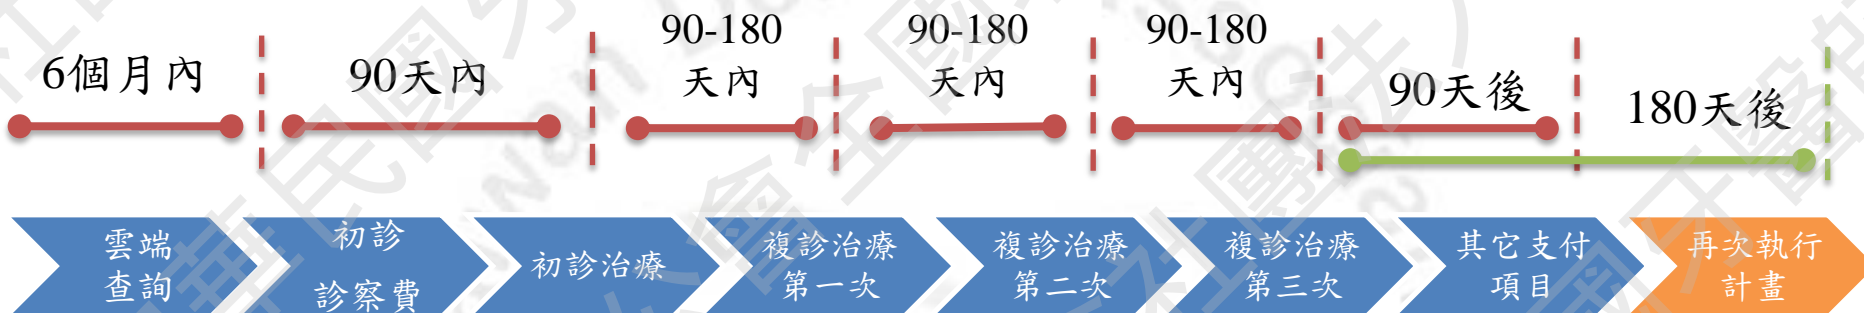 6個月內
90天內
90-180
天內
90-180
天內
90-180
天內
90天後
180天後
雲端
查詢
初診
診察費
初診治療
複診治療
第一次
複診治療
第二次
複診治療
第三次
其它支付
項目
再次執行
計畫